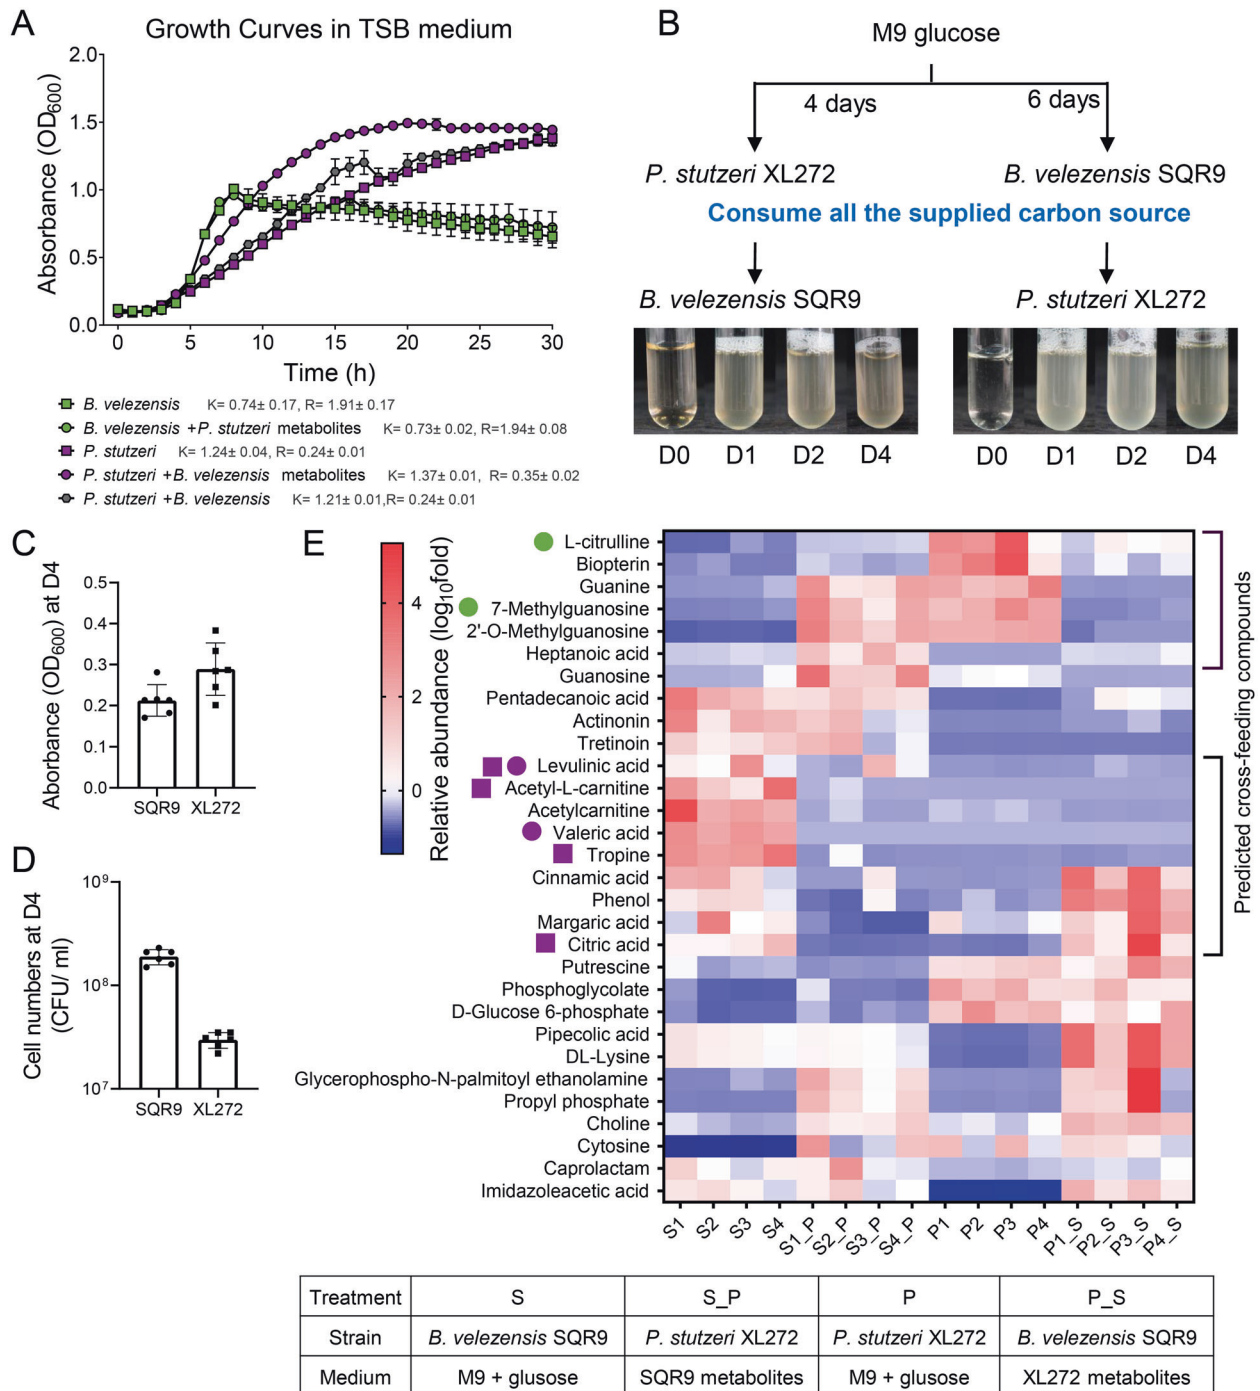 A
Growth Curves in TSB medium
Absorbance (OD600)
2.0
1.5
1.0
0.5
0.0
0 5 10 15 20 25 30
Time (h)
B. velezensis K= 0.74± 0.17, R= 1.91± 0.17
B. velezensis +P. stutzeri metabolites K= 0.73± 0.02, R=1.94± 0.08
P. stutzeri K= 1.24± 0.04, R= 0.24± 0.01
P. stutzeri +B. velezensis metabolites K= 1.37± 0.01, R= 0.35± 0.02
P. stutzeri +B. velezensis K= 1.21± 0.01,R= 0.24± 0.01
B
M9 glucose
4 days 6 days
P. stutzeri XL272 B. velezensis SQR9
Consume all the supplied carbon source
B. velezensis SQR9 P. stutzeri XL272
D0 D1 D2 D4 D0 D1 D2 D4
C
Aborbance (OD600) at D4
0.5
0.4
0.3
0.2
0.1
0.0
SQR9 XL272
D
Cell numbers at D4
(CFU/ ml)
10^9
10^8
10^7
SQR9 XL272
E
Relative abundance (log10fold)
4
2
0
L-citrulline
Biopterin
Guanine
7-Methylguanosine
2'-O-Methylguanosine
Heptanoic acid
Guanosine
Pentadecanoic acid
Actinonin
Tretinoin
Levulinic acid
Acetyl-L-carnitine
Acetylcarnitine
Valeric acid
Tropine
Cinnamic acid
Phenol
Margaric acid
Citric acid
Putrescine
Phosphoglycolate
D-Glucose 6-phosphate
Pipecolic acid
DL-Lysine
Glycerophospho-N-palmitoyl ethanolamine
Propyl phosphate
Choline
Cytosine
Caprolactam
Imidazoleacetic acid
Predicted cross-feeding compounds
S1 S2 S3 S4 S1_P S2_P S3_P S4_P P1 P2 P3 P4 P1_S P2_S P3_S P4_S
Treatment S S_P P P_S
Strain B. velezensis SQR9 P. stutzeri XL272 P. stutzeri XL272 B. velezensis SQR9
Medium M9 + glusose SQR9 metabolites M9 + glusose XL272 metabolites